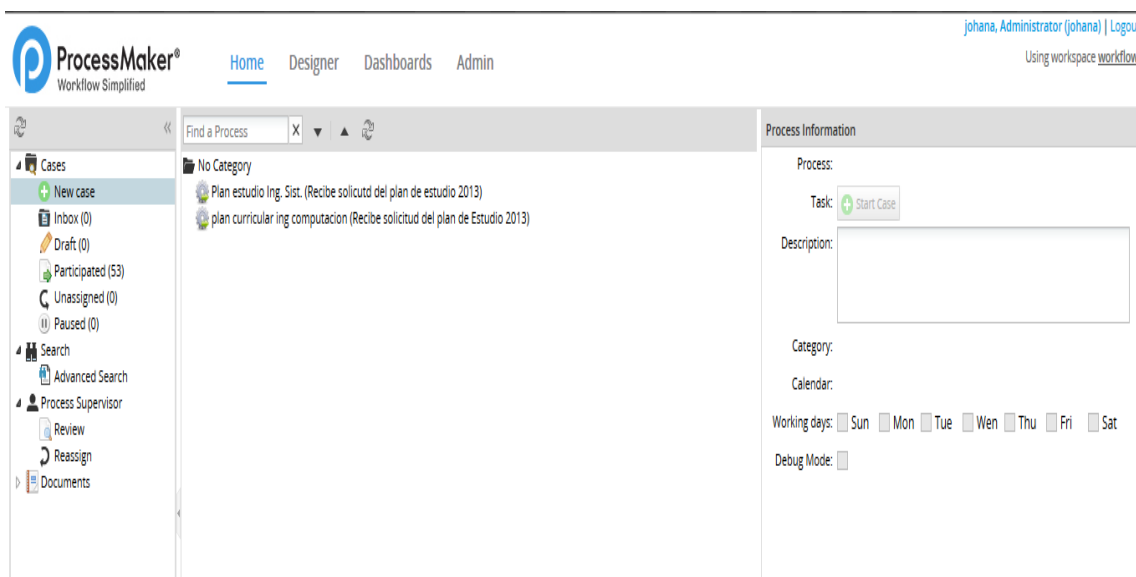 johana, Administrator (johana) | Logou
Using workspace workflow
ProcessMaker®
Workflow Simplified
Home Designer Dashboards Admin
Find a Process X
Process Information
Cases
New case
Inbox (0)
Draft (0)
Participated (53)
Unassigned (0)
Paused (0)
Search
Advanced Search
Process Supervisor
Review
Reassign
Documents
No Category
Plan estudio Ing. Sist. (Recibe solicutd del plan de estudio 2013)
plan curricular ing computacion (Recibe solicitud del plan de Estudio 2013)
Process:
Task: Start Case
Description:
Category:
Calendar:
Working days: Sun Mon Tue Wen Thu Fri Sat
Debug Mode: